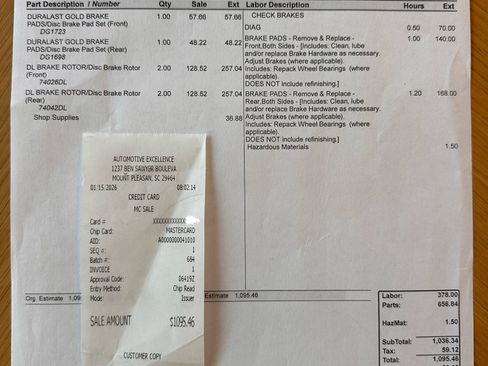 Part Description / Number Qty Sale Ext Labor Description Hours Ext
DURALAST GOLD BRAKE 1.00 57.66 57.66
PADS/Disc Brake Pad Set (Front)
DG1723
DURALAST GOLD BRAKE 1.00 48.22 48.22
PADS/Disc Brake Pad Set (Rear)
DG1698
DL BRAKE ROTOR/Disc Brake Rotor 2.00 128.52 257.04
(Front)
74026DL
DL BRAKE ROTOR/Disc Brake Rotor 2.00 128.52 257.04
(Rear)
74042DL
Shop Supplies 36.88
CHECK BRAKES
DIAG 0.50 70.00
BRAKE PADS - Remove & Replace - 1.00 140.00
Front,Both Sides - [Includes: Clean, lube
and/or replace Brake Hardware as necessary.
Adjust Brakes (where applicable).
Includes: Repack Wheel Bearings (where
applicable).
DOES NOT include refinishing.]
BRAKE PADS - Remove & Replace - 1.20 168.00
Rear,Both Sides - [Includes: Clean, lube
and/or replace Brake Hardware as necessary.
Adjust Brakes (where applicable).
Includes: Repack Wheel Bearings (where
applicable).
DOES NOT include refinishing.]
Hazardous Materials 1.50
AUTOMOTIVE EXCELLENCE
1237 BEN SAWYER BOULEVA
MOUNT PLEASAN, SC 29464
01/15/2026 08:02:14
CREDIT CARD
MC SALE
Card # XXXXXXXXXXXX
Chip Card: MASTERCARD
AID: A0000000041010
SEQ #: 1
Batch #: 684
INVOICE 1
Approval Code: 06419Z
Entry Method: Chip Read
Mode: Issuer
SALE AMOUNT $1095.46
CUSTOMER COPY
Org. Estimate 1,095.46
Estimate 1,095.46
Labor: 378.00
Parts: 656.84
HazMat: 1.50
SubTotal: 1,036.34
Tax: 59.12
Total: 1,095.46